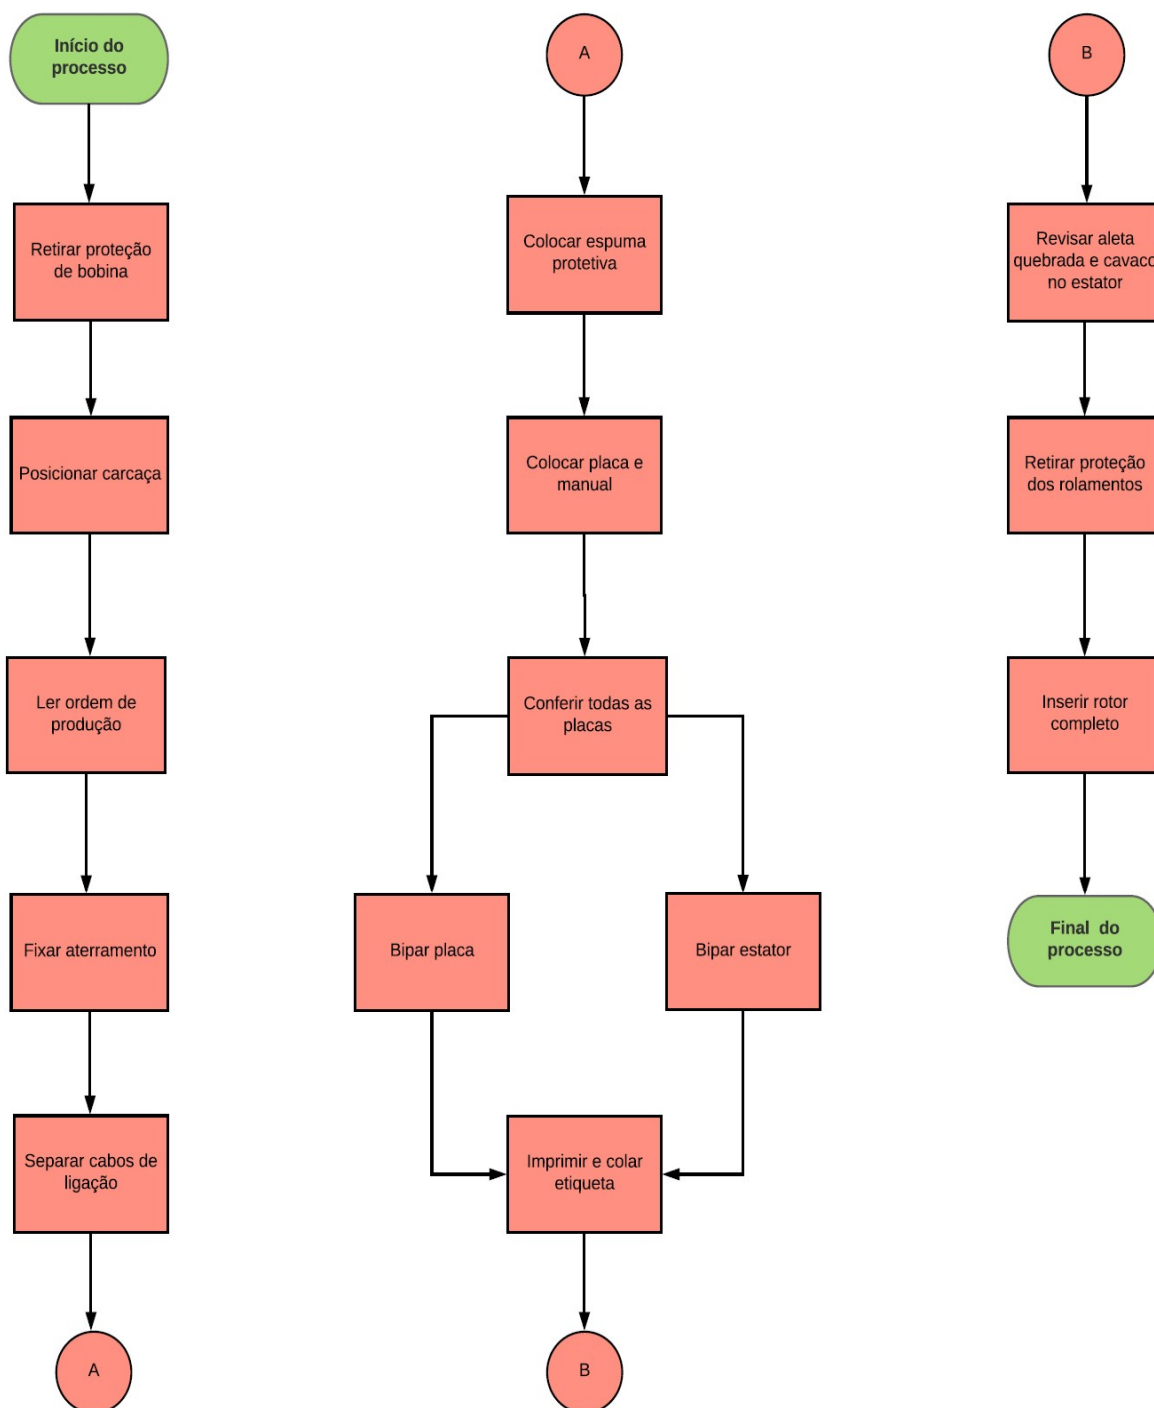 Início do
processo
Retirar proteção
de bobina
Posicionar carcaça
Ler ordem de
produção
Fixar aterramento
Separar cabos de
ligação
A
A
Colocar espuma
protetiva
Colocar placa e
manual
Conferir todas as
placas
Bipar placa
Bipar estator
Imprimir e colar
etiqueta
B
B
Revisar aleta
quebrada e cavaco
no estator
Retirar proteção
dos rolamentos
Inserir rotor
completo
Final do
processo